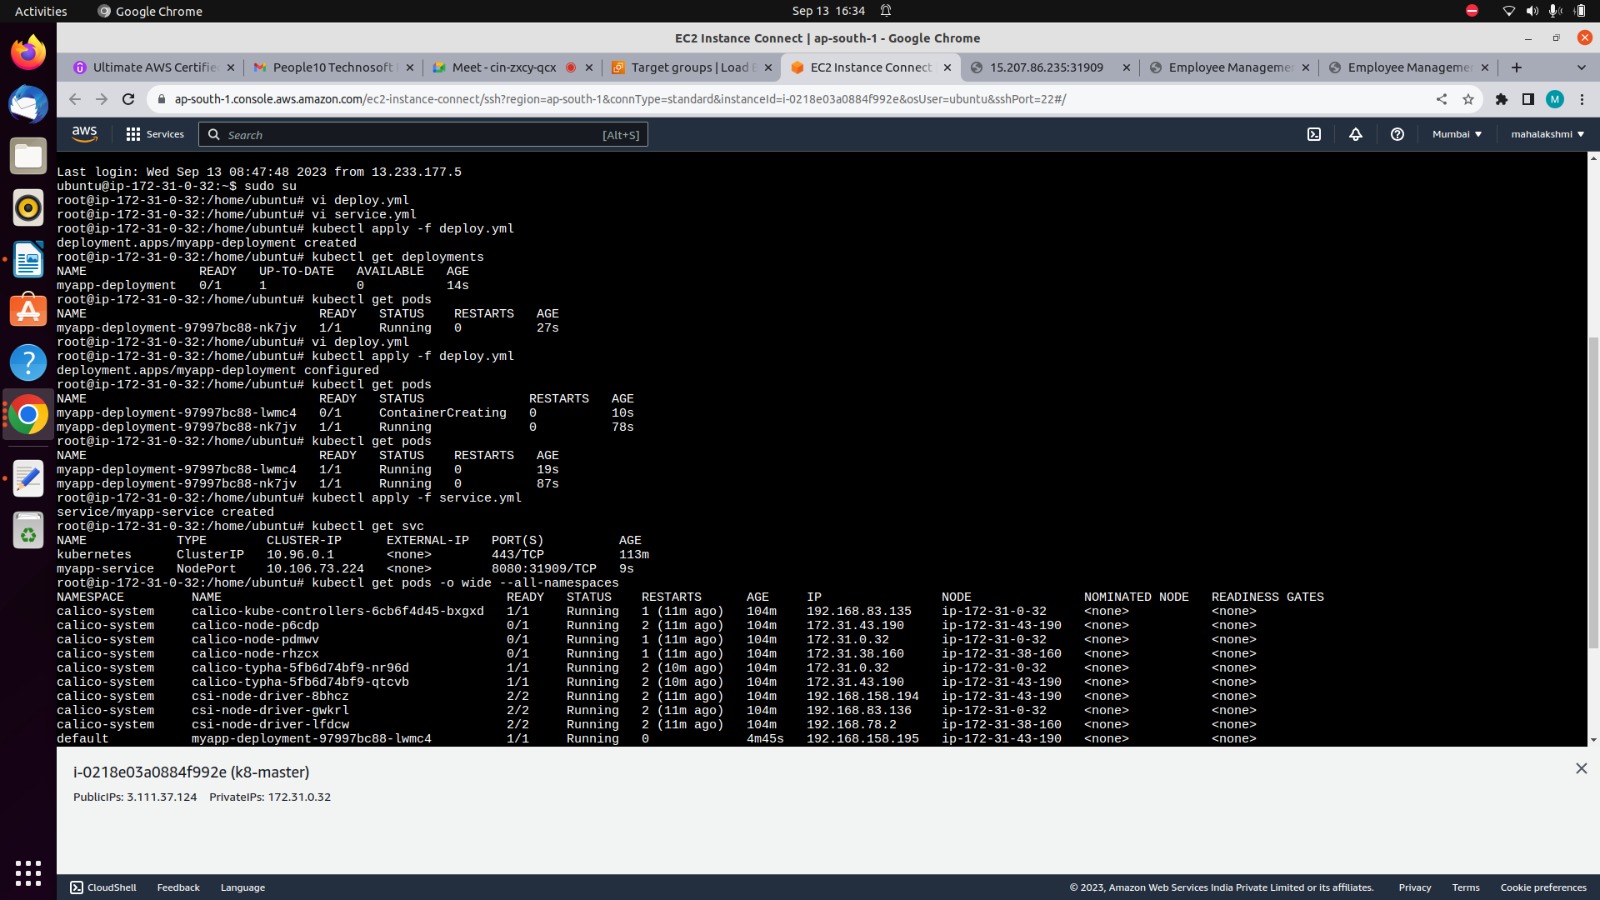 Activities
Google Chrome
Sep 13 16:34
EC2 Instance Connect | ap-south-1 - Google Chrome
Ultimate AWS Certifie
People10 Technosoft
Meet - cin-zxcy-qcx
Target groups | Load
EC2 Instance Connect
15.207.86.235:31909
Employee Manageme
Employee Manageme
ap-south-1.console.aws.amazon.com/ec2-instance-connect/ssh?region=ap-south-1&connType=standard&instanceId=i-0218e03a0884f992e&osUser=ubuntu&sshPort=22#/
M
aws
Services
Search
[Alt+S]
Mumbai
mahalakshmi
Last login: Wed Sep 13 08:47:48 2023 from 13.233.177.5
ubuntu@ip-172-31-0-32:~$ sudo su
root@ip-172-31-0-32:/home/ubuntu# vi deploy.yml
root@ip-172-31-0-32:/home/ubuntu# vi service.yml
root@ip-172-31-0-32:/home/ubuntu# kubectl apply -f deploy.yml
deployment.apps/myapp-deployment created
root@ip-172-31-0-32:/home/ubuntu# kubectl get deployments
NAME READY UP-TO-DATE AVAILABLE AGE
myapp-deployment 0/1 1 0 14s
root@ip-172-31-0-32:/home/ubuntu# kubectl get pods
NAME READY STATUS RESTARTS AGE
myapp-deployment-97997bc88-nk7jv 1/1 Running 0 27s
root@ip-172-31-0-32:/home/ubuntu# vi deploy.yml
root@ip-172-31-0-32:/home/ubuntu# kubectl apply -f deploy.yml
deployment.apps/myapp-deployment configured
root@ip-172-31-0-32:/home/ubuntu# kubectl get pods
NAME READY STATUS RESTARTS AGE
myapp-deployment-97997bc88-lwmc4 0/1 ContainerCreating 0 10s
myapp-deployment-97997bc88-nk7jv 1/1 Running 0 78s
root@ip-172-31-0-32:/home/ubuntu# kubectl get pods
NAME READY STATUS RESTARTS AGE
myapp-deployment-97997bc88-lwmc4 1/1 Running 0 19s
myapp-deployment-97997bc88-nk7jv 1/1 Running 0 87s
root@ip-172-31-0-32:/home/ubuntu# kubectl apply -f service.yml
service/myapp-service created
root@ip-172-31-0-32:/home/ubuntu# kubectl get svc
NAME TYPE CLUSTER-IP EXTERNAL-IP PORT(S) AGE
kubernetes ClusterIP 10.96.0.1 <none> 443/TCP 113m
myapp-service NodePort 10.106.73.224 <none> 8080:31909/TCP 9s
root@ip-172-31-0-32:/home/ubuntu# kubectl get pods -o wide --all-namespaces
NAMESPACE NAME READY STATUS RESTARTS AGE IP NODE NOMINATED NODE READINESS GATES
calico-system calico-kube-controllers-6cb6f4d45-bxgxd 1/1 Running 1 (11m ago) 104m 192.168.83.135 ip-172-31-0-32 <none> <none>
calico-system calico-node-p6cdp 0/1 Running 2 (11m ago) 104m 172.31.43.190 ip-172-31-43-190 <none> <none>
calico-system calico-node-pdmwv 0/1 Running 1 (11m ago) 104m 172.31.0.32 ip-172-31-0-32 <none> <none>
calico-system calico-node-rhzcx 0/1 Running 1 (11m ago) 104m 172.31.38.160 ip-172-31-38-160 <none> <none>
calico-system calico-typha-5fb6d74bf9-nr96d 1/1 Running 2 (10m ago) 104m 172.31.0.32 ip-172-31-0-32 <none> <none>
calico-system calico-typha-5fb6d74bf9-qtcvb 1/1 Running 2 (10m ago) 104m 172.31.43.190 ip-172-31-43-190 <none> <none>
calico-system csi-node-driver-8bhcz 2/2 Running 2 (11m ago) 104m 192.168.158.194 ip-172-31-43-190 <none> <none>
calico-system csi-node-driver-gwkrl 2/2 Running 2 (11m ago) 104m 192.168.83.136 ip-172-31-0-32 <none> <none>
calico-system csi-node-driver-lfdcw 2/2 Running 2 (11m ago) 104m 192.168.78.2 ip-172-31-38-160 <none> <none>
default myapp-deployment-97997bc88-lwmc4 1/1 Running 0 4m45s 192.168.158.195 ip-172-31-43-190 <none> <none>
i-0218e03a0884f992e (k8-master)
PublicIPs: 3.111.37.124 PrivateIPs: 172.31.0.32
CloudShell
Feedback
Language
© 2023, Amazon Web Services India Private Limited or its affiliates.
Privacy
Terms
Cookie preferences